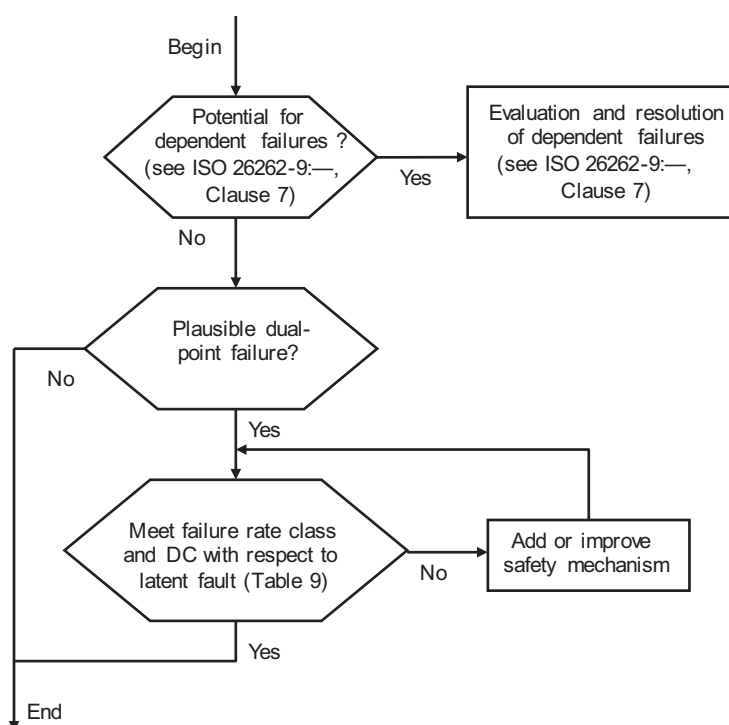 Begin
Potential for
dependent failures ?
(see ISO 26262-9:—,
Clause 7)
Yes
Evaluation and resolution
of dependent failures
(see ISO 26262-9:—,
Clause 7)
No
Plausible dual-
point failure?
No
Yes
Meet failure rate class
and DC with respect to
latent fault (Table 9)
No
Add or improve
safety mechanism
Yes
End